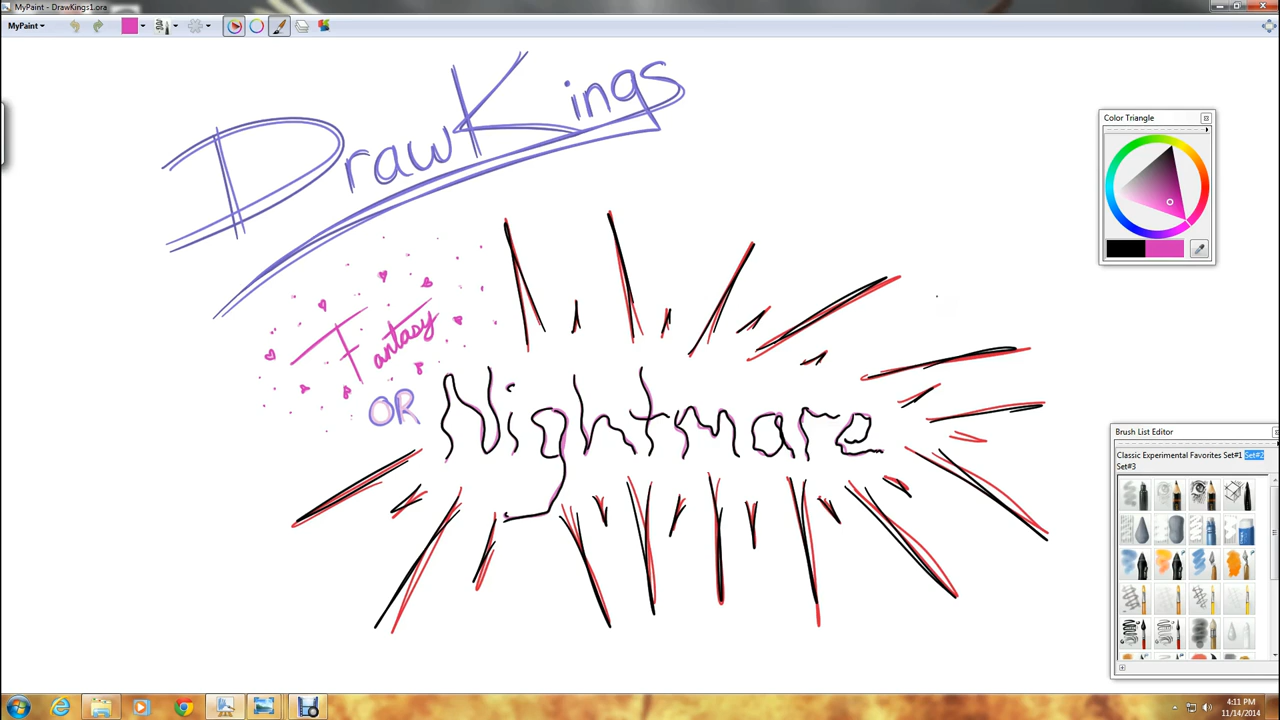 MyPaint - DrawKings1.ora
MyPaint
DrawKings
Fantasy
OR
Nightmare
Color Triangle
Brush List Editor
Classic Experimental Favorites Set#1 Set#2
Set#3
4:11 PM
11/14/2014